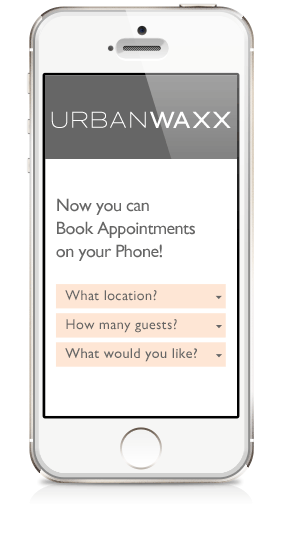 URBANWAXX
Now you can
Book Appointments
on your Phone!
What location?
How many guests?
What would you like?